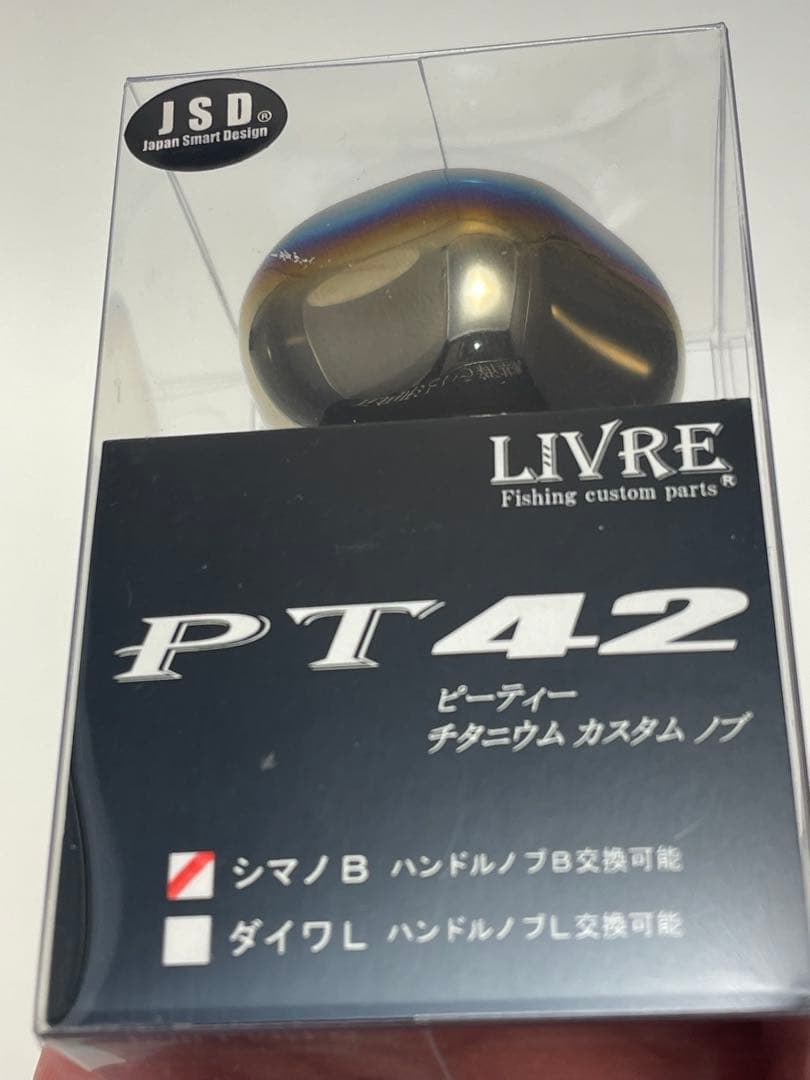 JSD®
Japan Smart Design
LIVRE
Fishing custom parts®
PT42
ピーティー
チタニウム カスタム ノブ
シマノB ハンドルノブB交換可能
ダイワL ハンドルノブL交換可能